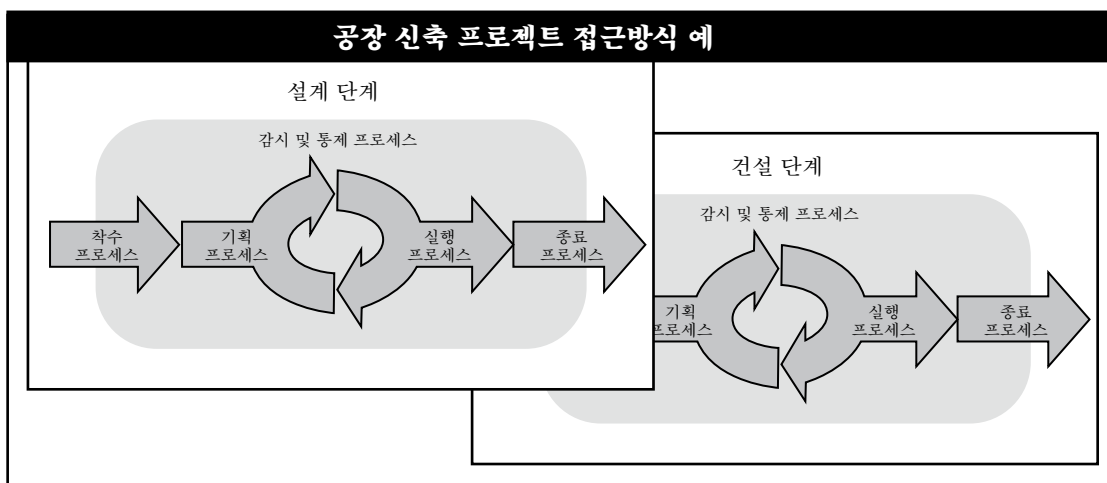 공장 신축 프로젝트 접근방식 예
설계 단계
감시 및 통제 프로세스
착수
프로세스
기획
프로세스
실행
프로세스
종료
프로세스
건설 단계
감시 및 통제 프로세스
기획
프로세스
실행
프로세스
종료
프로세스